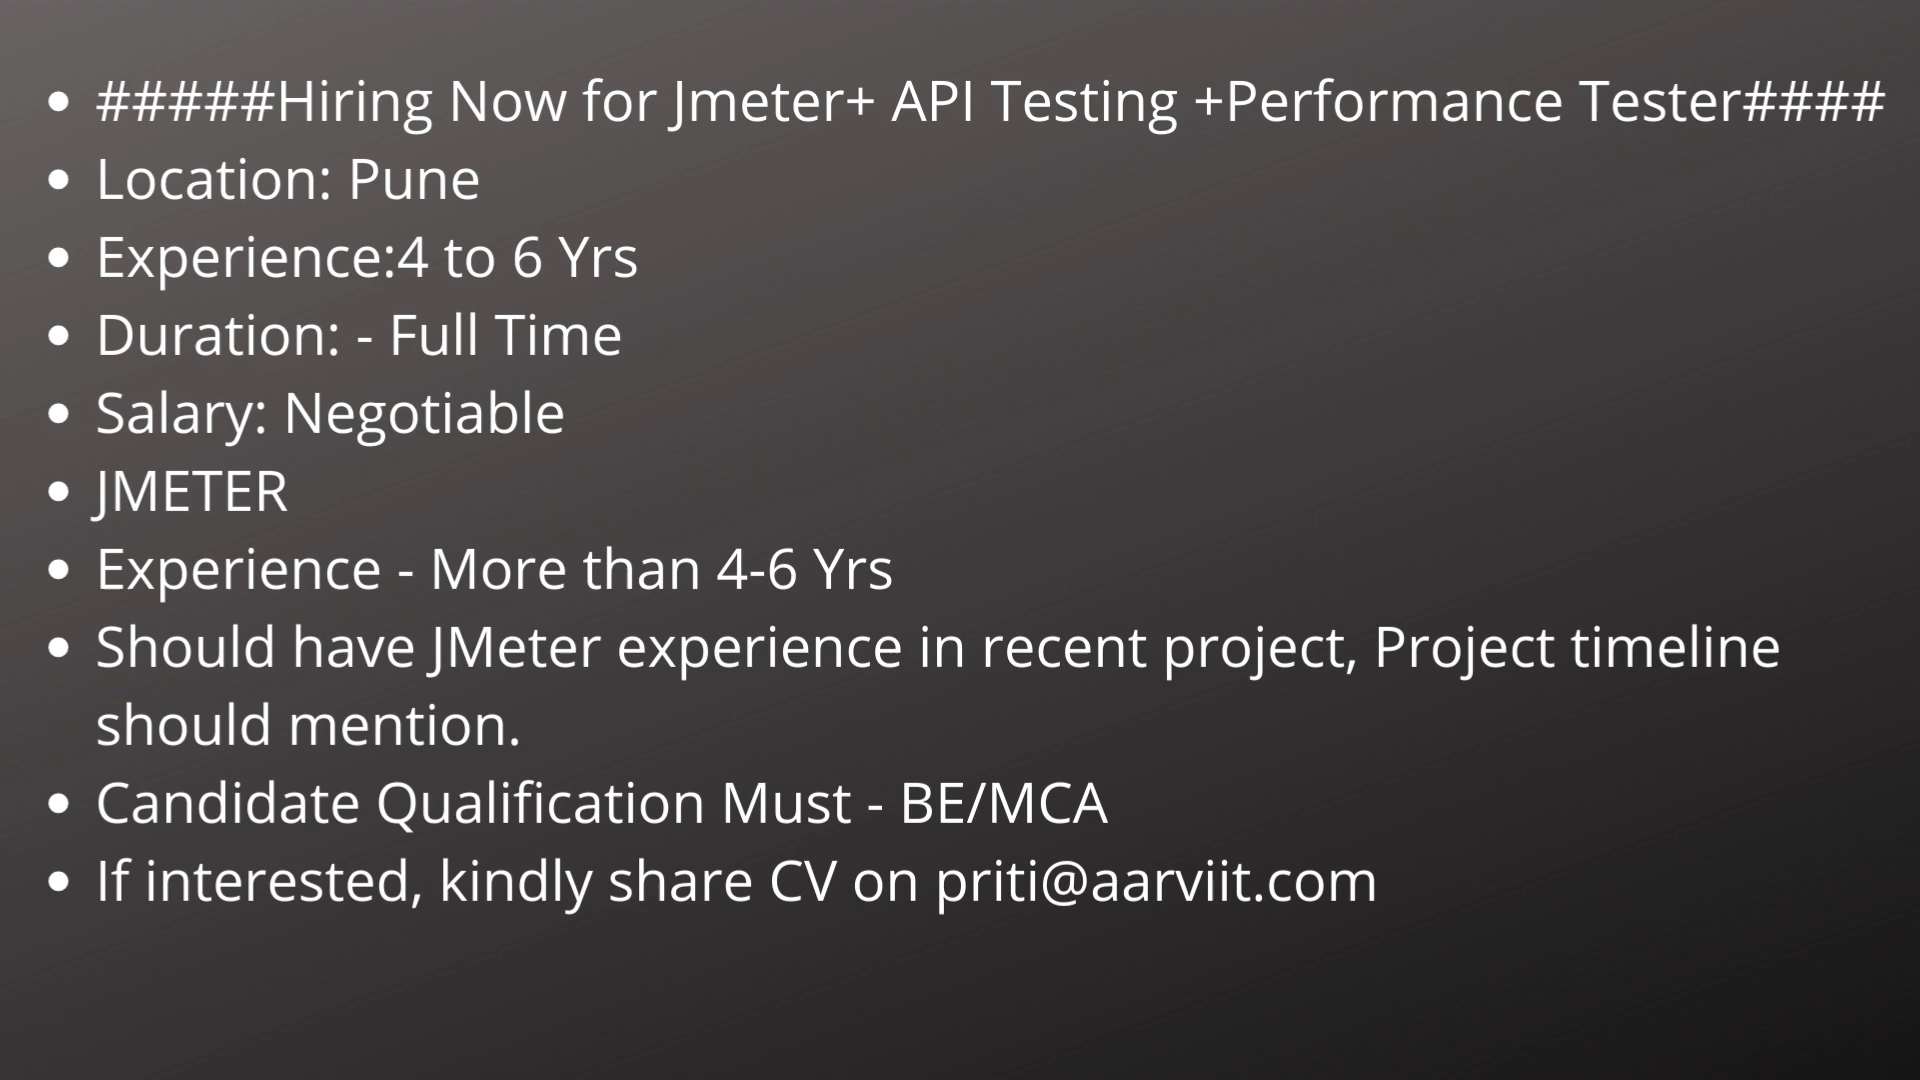 • #####Hiring Now for Jmeter+ API Testing +Performance Tester####
• Location: Pune
• Experience:4 to 6 Yrs
• Duration: - Full Time
• Salary: Negotiable
• JMETER
• Experience - More than 4-6 Yrs
• Should have JMeter experience in recent project, Project timeline
should mention.
• Candidate Qualification Must - BE/MCA
• If interested, kindly share CV on priti@aarviit.com